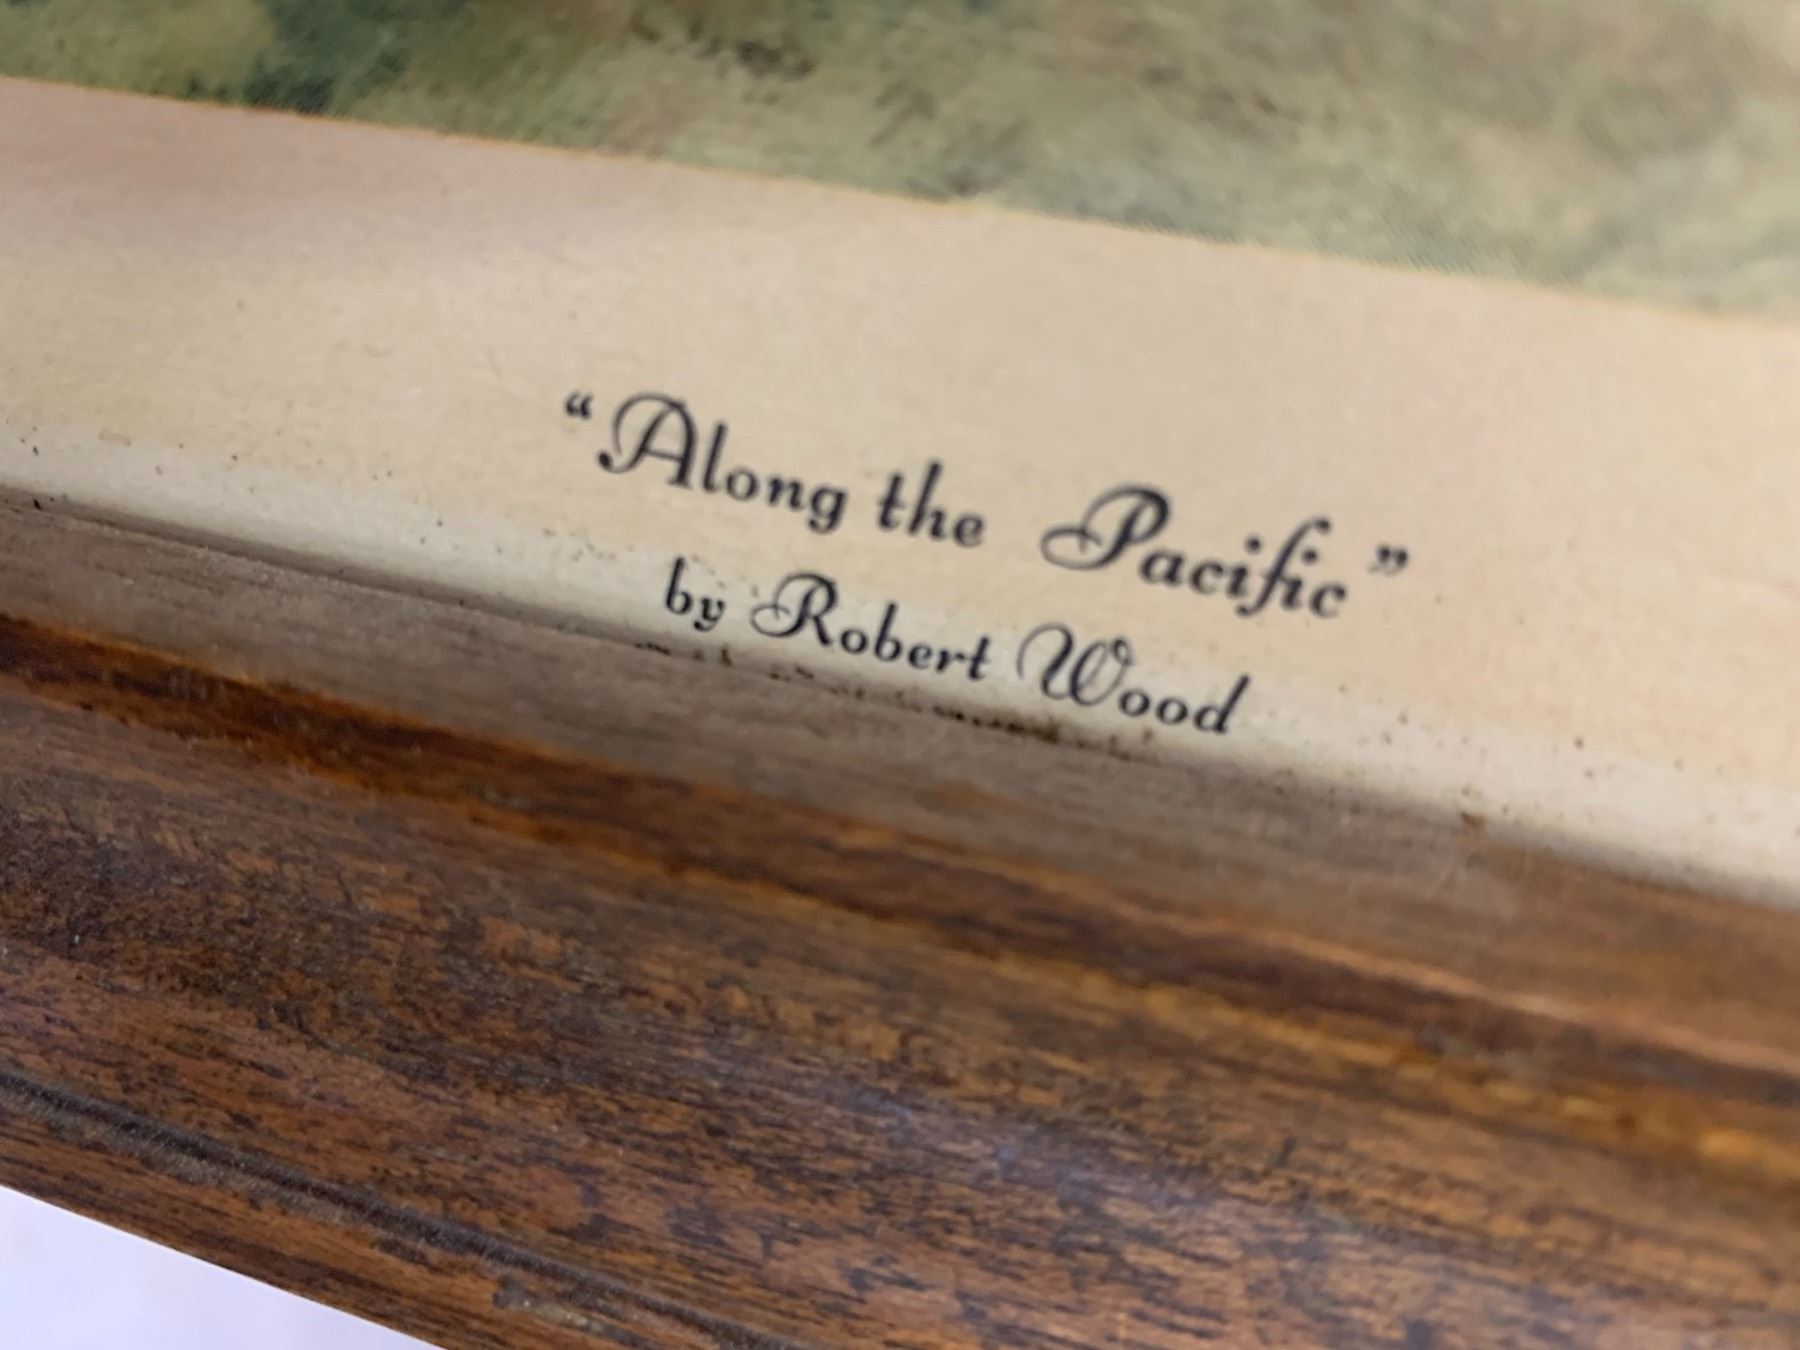 “Along the Pacific”
by Robert Wood